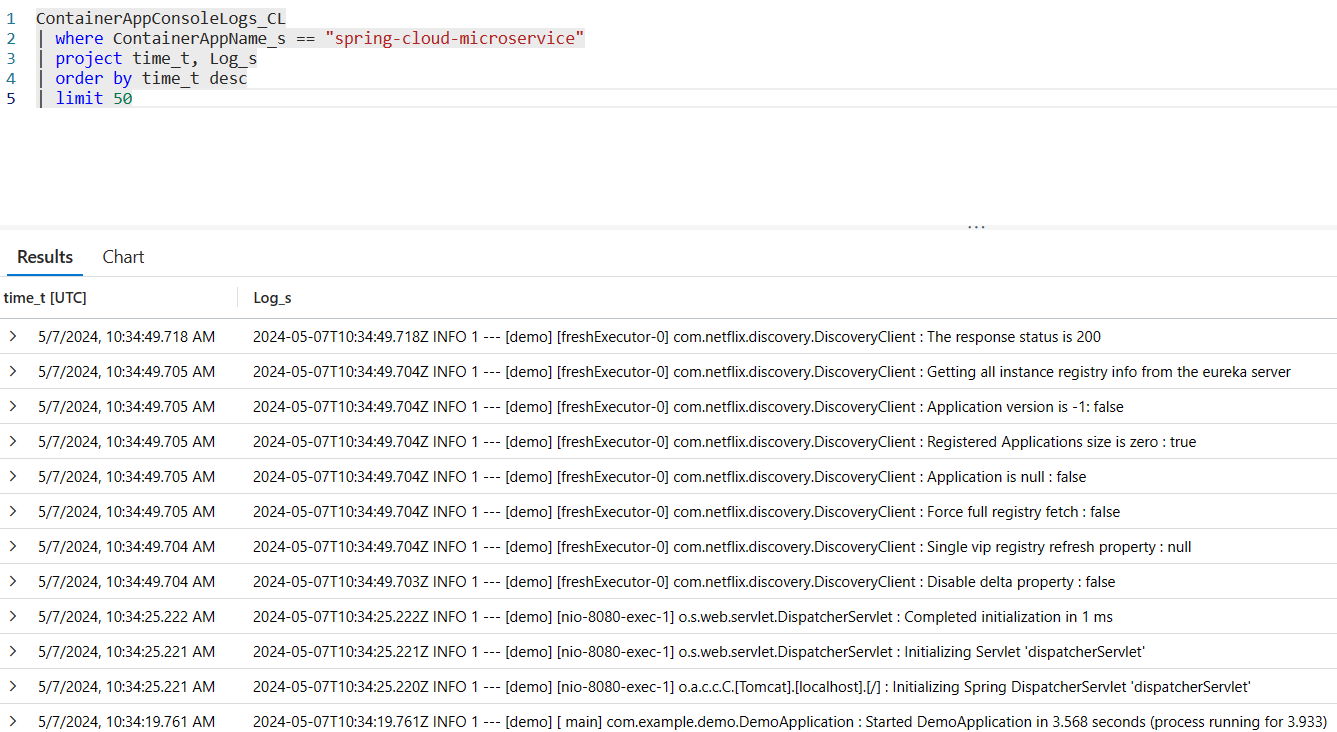 1 ContainerAppConsoleLogs_CL
2 | where ContainerAppName_s == "spring-cloud-microservice"
3 | project time_t, Log_s
4 | order by time_t desc
5 | limit 50
...
Results Chart
time_t [UTC] Log_s
5/7/2024, 10:34:49.718 AM 2024-05-07T10:34:49.718Z INFO 1 --- [demo] [freshExecutor-0] com.netflix.discovery.DiscoveryClient : The response status is 200
5/7/2024, 10:34:49.705 AM 2024-05-07T10:34:49.704Z INFO 1 --- [demo] [freshExecutor-0] com.netflix.discovery.DiscoveryClient : Getting all instance registry info from the eureka server
5/7/2024, 10:34:49.705 AM 2024-05-07T10:34:49.704Z INFO 1 --- [demo] [freshExecutor-0] com.netflix.discovery.DiscoveryClient : Application version is -1: false
5/7/2024, 10:34:49.705 AM 2024-05-07T10:34:49.704Z INFO 1 --- [demo] [freshExecutor-0] com.netflix.discovery.DiscoveryClient : Registered Applications size is zero : true
5/7/2024, 10:34:49.705 AM 2024-05-07T10:34:49.704Z INFO 1 --- [demo] [freshExecutor-0] com.netflix.discovery.DiscoveryClient : Application is null : false
5/7/2024, 10:34:49.705 AM 2024-05-07T10:34:49.704Z INFO 1 --- [demo] [freshExecutor-0] com.netflix.discovery.DiscoveryClient : Force full registry fetch : false
5/7/2024, 10:34:49.704 AM 2024-05-07T10:34:49.704Z INFO 1 --- [demo] [freshExecutor-0] com.netflix.discovery.DiscoveryClient : Single vip registry refresh property : null
5/7/2024, 10:34:49.704 AM 2024-05-07T10:34:49.703Z INFO 1 --- [demo] [freshExecutor-0] com.netflix.discovery.DiscoveryClient : Disable delta property : false
5/7/2024, 10:34:25.222 AM 2024-05-07T10:34:25.222Z INFO 1 --- [demo] [nio-8080-exec-1] o.s.web.servlet.DispatcherServlet : Completed initialization in 1 ms
5/7/2024, 10:34:25.221 AM 2024-05-07T10:34:25.221Z INFO 1 --- [demo] [nio-8080-exec-1] o.s.web.servlet.DispatcherServlet : Initializing Servlet 'dispatcherServlet'
5/7/2024, 10:34:25.221 AM 2024-05-07T10:34:25.220Z INFO 1 --- [demo] [nio-8080-exec-1] o.a.c.c.C.[Tomcat].[localhost].[/] : Initializing Spring DispatcherServlet 'dispatcherServlet'
5/7/2024, 10:34:19.761 AM 2024-05-07T10:34:19.761Z INFO 1 --- [demo] [ main] com.example.demo.DemoApplication : Started DemoApplication in 3.568 seconds (process running for 3.933)